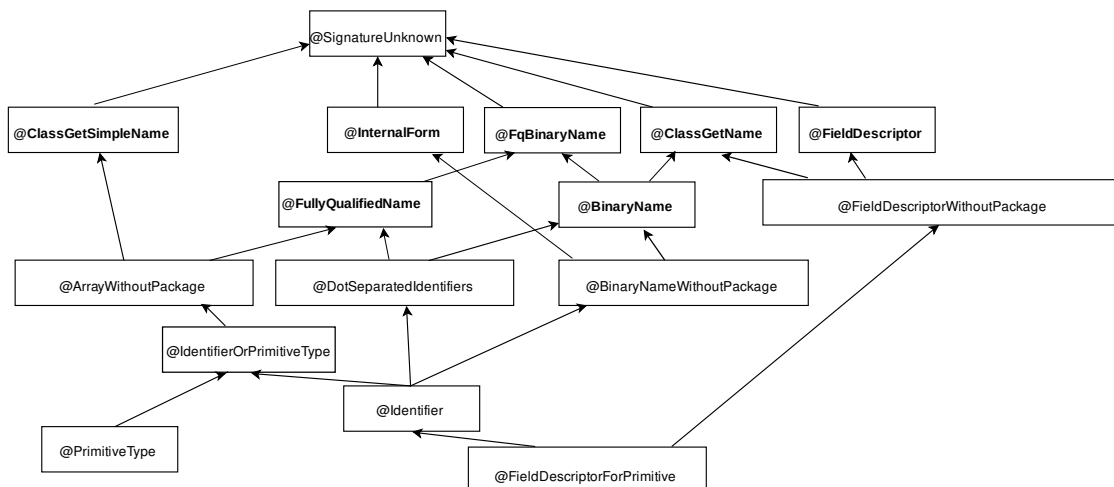 @SignatureUnknown
@ClassGetSimpleName
@InternalForm
@FqBinaryName
@ClassGetName
@FieldDescriptor
@FullyQualifiedName
@BinaryName
@FieldDescriptorWithoutPackage
@ArrayWithoutPackage
@DotSeparatedIdentifiers
@BinaryNameWithoutPackage
@IdentifierOrPrimitiveType
@Identifier
@PrimitiveType
@FieldDescriptorForPrimitive